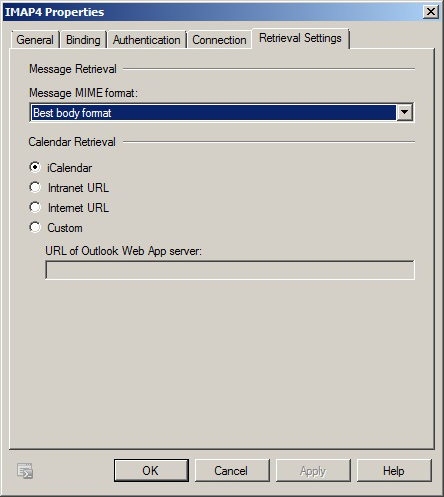 IMAP4 Properties
General Binding Authentication Connection Retrieval Settings
Message Retrieval
Message MIME format:
Best body format
Calendar Retrieval
iCalendar
Intranet URL
Internet URL
Custom
URL of Outlook Web App server:
OK Cancel Apply Help